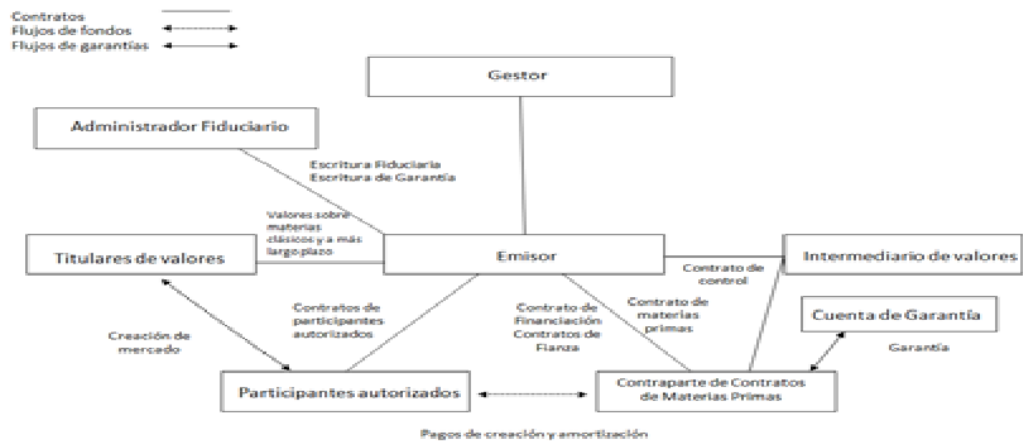 Contratos
Flujos de fondos
Flujos de garantías
Gestor
Administrador Fiduciario
Escritura Fiduciaria
Escritura de Garantía
Valores sobre
materias
clásicos y a más
largo plazo
Titulares de valores
Emisor
Intermediario de valores
Contrato de
control
Contratos de
participantes
autorizados
Contrato de
Financiación
Contratos de
Fianza
Contrato de
materias
primas
Cuenta de Garantía
Creación de
mercado
Garantía
Participantes autorizados
Contraparte de Contratos
de Materias Primas
Pagos de creación y amortización